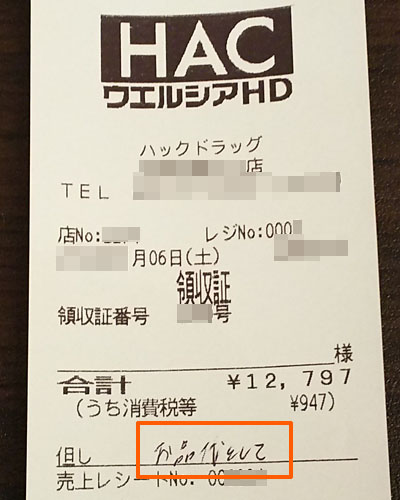 HAC
ウエルシアHD
ハックドラッグ
店
TEL
店No: レジNo:000
月06日(土)
領収証
領収証番号 号
様
合計 ¥12,797
(うち消費税等 ¥947)
但し お品代として
売上レシートNo: 00